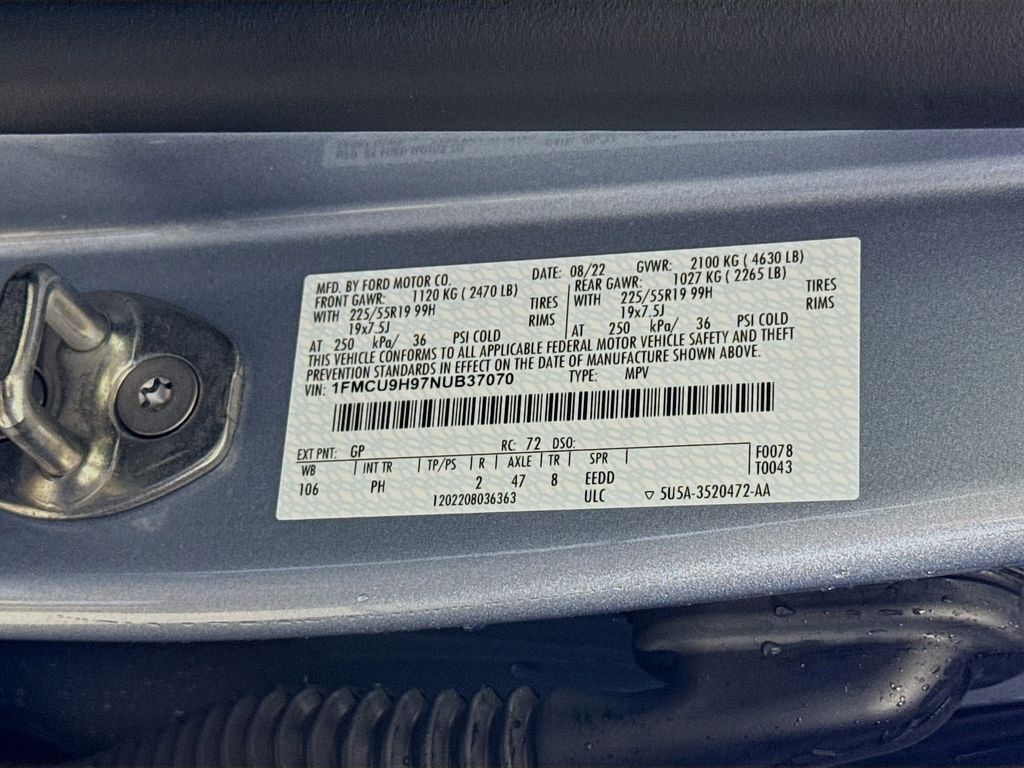 MFD. BY FORD MOTOR CO. DATE: 08/22 GVWR: 2100 KG ( 4630 LB)
FRONT GAWR: 1120 KG ( 2470 LB) REAR GAWR: 1027 KG ( 2265 LB)
WITH 225/55R19 99H TIRES WITH 225/55R19 99H TIRES
19x7.5J RIMS 19x7.5J RIMS
AT 250 kPa/ 36 PSI COLD AT 250 kPa/ 36 PSI COLD
THIS VEHICLE CONFORMS TO ALL APPLICABLE FEDERAL MOTOR VEHICLE SAFETY AND THEFT
PREVENTION STANDARDS IN EFFECT ON THE DATE OF MANUFACTURE SHOWN ABOVE.
VIN: 1FMCU9H97NUB37070 TYPE: MPV
EXT PNT: GP RC: 72 DSO: F0078
WB INT TR TP/PS R AXLE TR SPR T0043
106 PH 2 47 8 EEDD
1202208036363 ULC ▽ 5U5A-3520472-AA